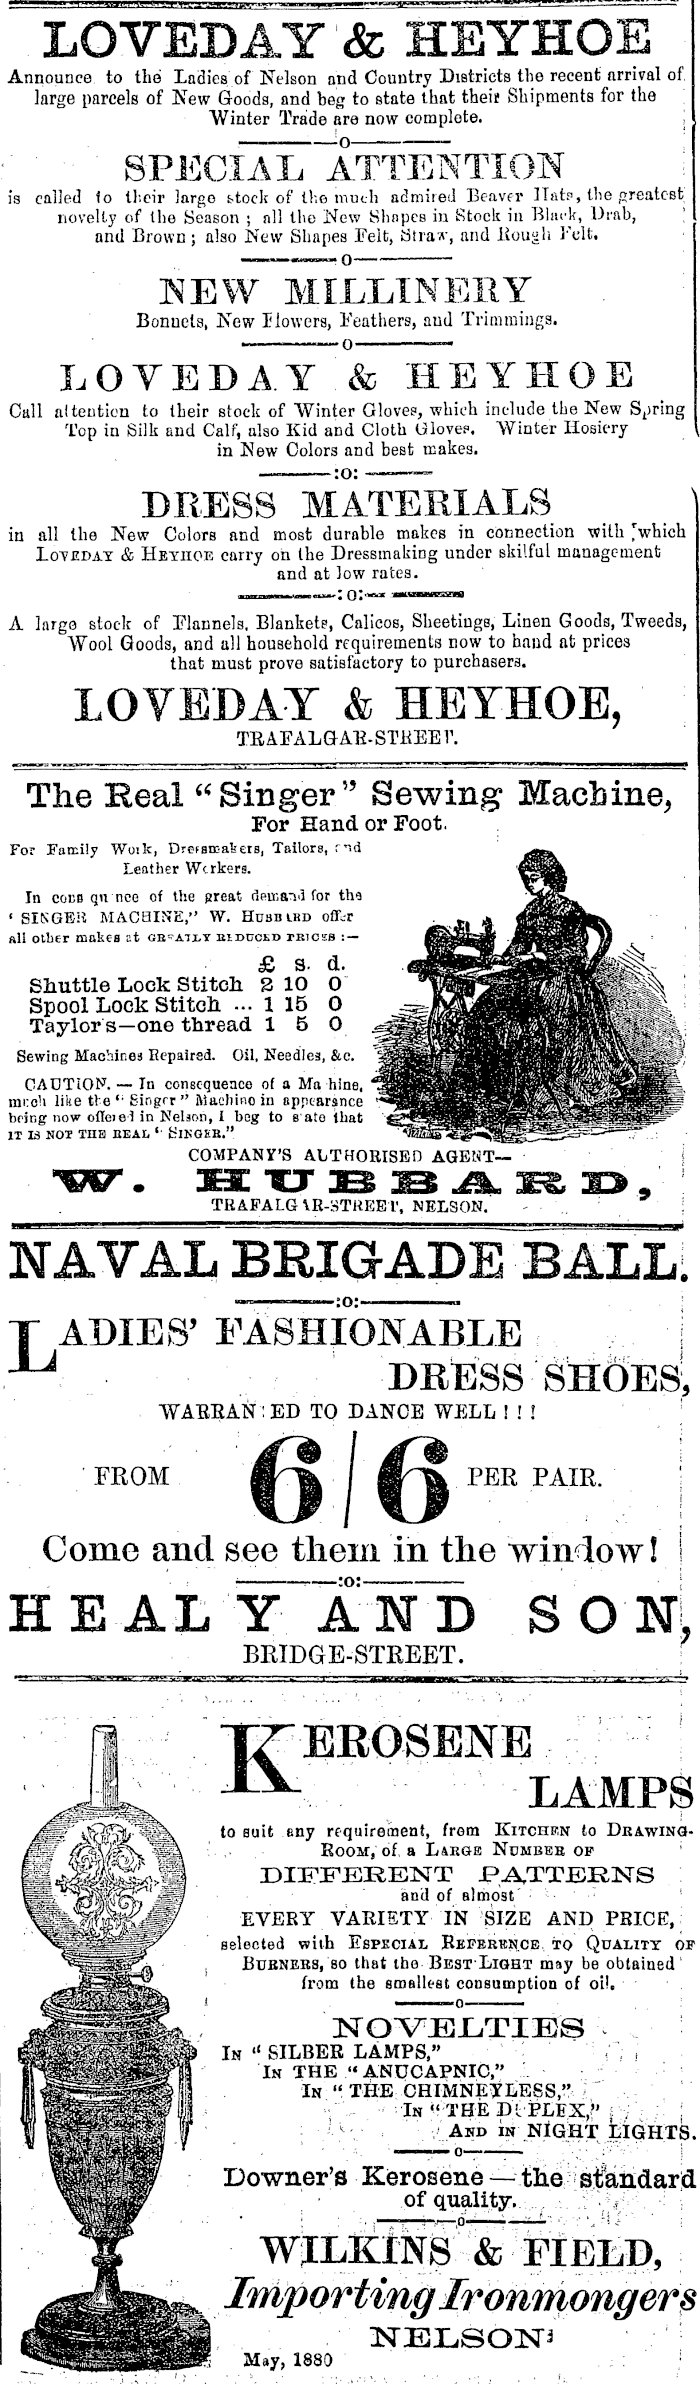 LOVEDAY & HEYHOE
Announce to the Ladies of Nelson and Country Districts the recent arrival of
large parcels of New Goods, and beg to state that their Shipments for the
Winter Trade are now complete.
SPECIAL ATTENTION
is called to their large stock of the much admired Beaver Hats, the greatest
novelty of the Season ; all the New Shapes in Stock in Black, Drab,
and Brown ; also New Shapes Felt, Straw, and Rough Felt.
NEW MILLINERY
Bonnets, New Flowers, Feathers, and Trimmings.
LOVEDAY & HEYHOE
Call attention to their stock of Winter Gloves, which include the New Spring
Top in Silk and Calf, also Kid and Cloth Gloves. Winter Hosiery
in New Colors and best makes.
DRESS MATERIALS
in all the New Colors and most durable makes in connection with which
LOVEDAY & HEYHOE carry on the Dressmaking under skilful management
and at low rates.
A large stock of Flannels, Blankets, Calicos, Sheetings, Linen Goods, Tweeds,
Wool Goods, and all household requirements now to hand at prices
that must prove satisfactory to purchasers.
LOVEDAY & HEYHOE,
TRAFALGAR-STREET.
The Real "Singer" Sewing Machine,
For Hand or Foot.
For Family Work, Dressmakers, Tailors, and
Leather Workers.
In cons qu nce of the great demand for the
" SINGER MACHINE," W. HUBBARD offer
all other makes at GREATLY REDUCED PRICES :—
£ s. d.
Shuttle Lock Stitch 2 10 0
Spool Lock Stitch ... 1 15 0
Taylor's—one thread 1 5 0
Sewing Machines Repaired. Oil, Needles, &c.
CAUTION. — In consequence of a Ma hine,
much like the " Singer " Machine in appearance
being now offered in Nelson, I beg to s ate that
IT IS NOT THE REAL " SINGER."
COMPANY'S AUTHORISED AGENT—
W. HUBBARD,
TRAFALGAR-STREET, NELSON.
NAVAL BRIGADE BALL.
LADIES' FASHIONABLE
DRESS SHOES,
WARRAN ED TO DANCE WELL ! ! !
FROM 6/6 PER PAIR.
Come and see them in the window!
HEALY AND SON,
BRIDGE-STREET.
KEROSENE
LAMPS
to suit any requirement, from KITCHEN to DRAWING-
ROOM, of a LARGE NUMBER OF
DIFFERENT PATTERNS
and of almost
EVERY VARIETY IN SIZE AND PRICE,
selected with ESPECIAL REFERENCE TO QUALITY OF
BURNERS, so that the BEST LIGHT may be obtained
from the smallest consumption of oil.
NOVELTIES
IN " SILBER LAMPS,"
IN THE " ANUCAPNIC,"
IN " THE CHIMNEYLESS,"
IN " THE DUPLEX,"
AND IN NIGHT LIGHTS.
Downer's Kerosene — the standard
of quality.
WILKINS & FIELD,
Importing Ironmongers
NELSON
May, 1880